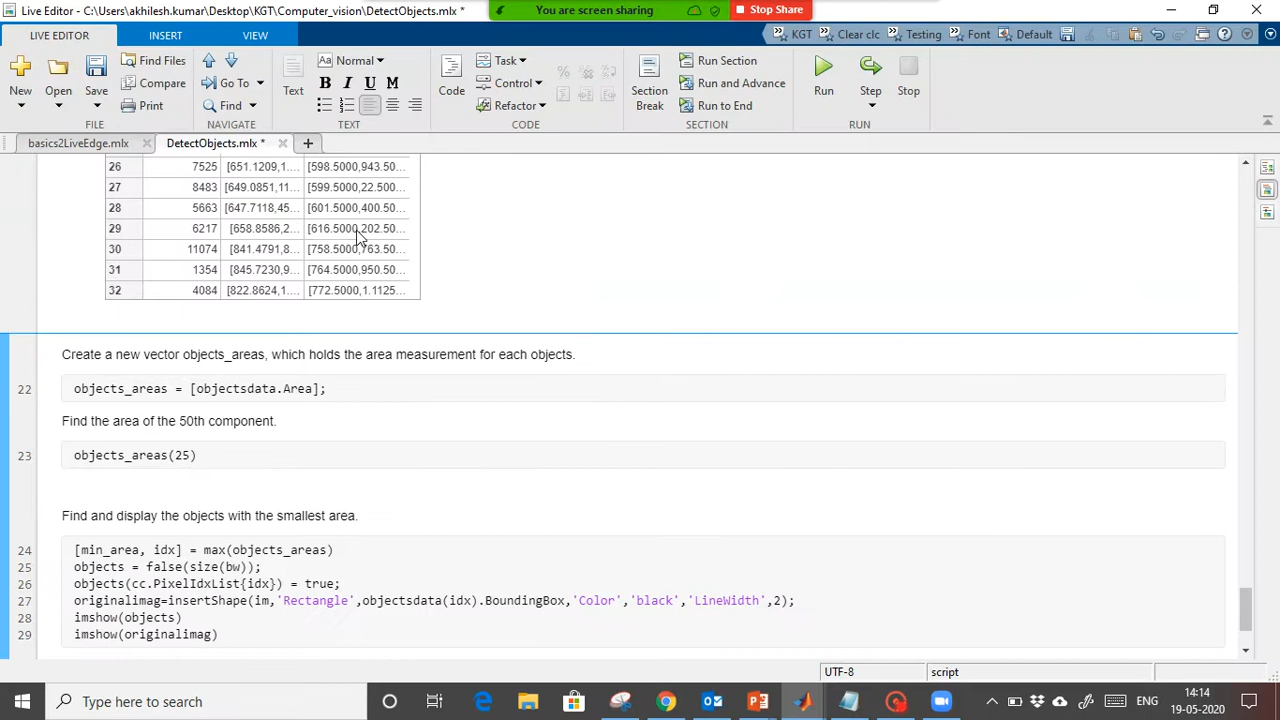 Live Editor - C:\Users\akhilesh.kumar\Desktop\KGT\Computer_vision\DetectObjects.mlx *
You are screen sharing
Stop Share
LIVE EDITOR
INSERT
VIEW
KGT
Clear clc
Testing
Font
Default
New
Open
Save
Find Files
Compare
Print
Go To
Find
Text
Aa Normal
B I U M
Code
Task
Control
Refactor
Section Break
Run Section
Run and Advance
Run to End
Run
Step
Stop
FILE
NAVIGATE
TEXT
CODE
SECTION
RUN
basics2LiveEdge.mlx
DetectObjects.mlx *
26 7525 [651.1209,1.... [598.5000,943.50...
27 8483 [649.0851,11... [599.5000,22.500...
28 5663 [647.7118,45... [601.5000,400.50...
29 6217 [658.8586,2... [616.5000,202.50...
30 11074 [841.4791,8... [758.5000,763.50...
31 1354 [845.7230,9... [764.5000,950.50...
32 4084 [822.8624,1.... [772.5000,1.1125...
Create a new vector objects_areas, which holds the area measurement for each objects.
22 objects_areas = [objectsdata.Area];
Find the area of the 50th component.
23 objects_areas(25)
Find and display the objects with the smallest area.
24 [min_area, idx] = max(objects_areas)
25 objects = false(size(bw));
26 objects(cc.PixelIdxList{idx}) = true;
27 originalimag=insertShape(im,'Rectangle',objectsdata(idx).BoundingBox,'Color','black','LineWidth',2);
28 imshow(objects)
29 imshow(originalimag)
UTF-8
script
Type here to search
ENG
14:14
19-05-2020